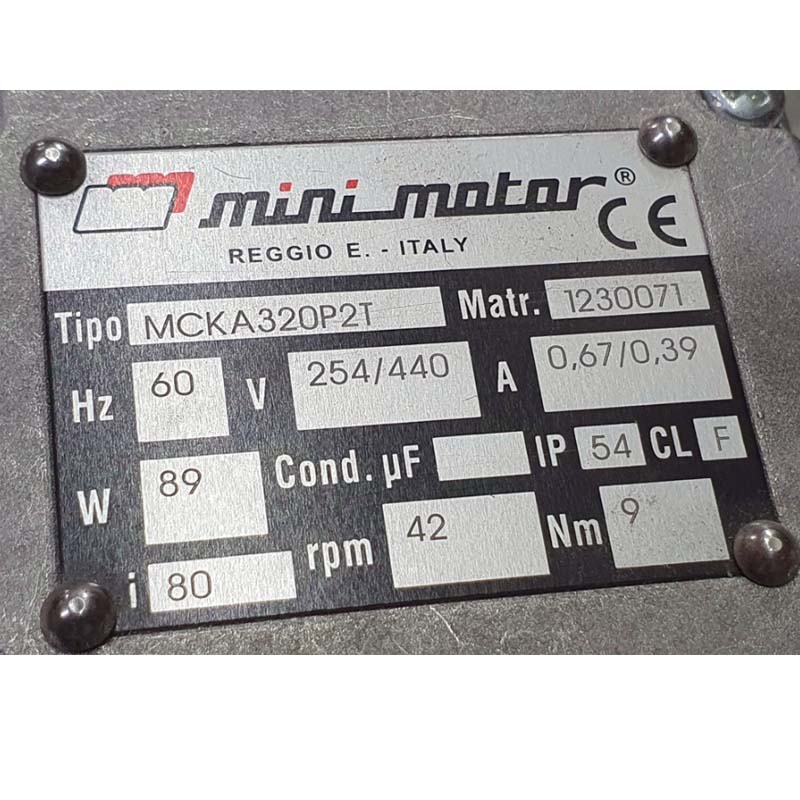 mini motor®
CE
REGGIO E. - ITALY
Tipo MCKA320P2T Matr. 1230071
Hz 60 V 254/440 A 0,67/0,39
W 89 Cond. µF IP 54 CL F
i 80 rpm 42 Nm 9